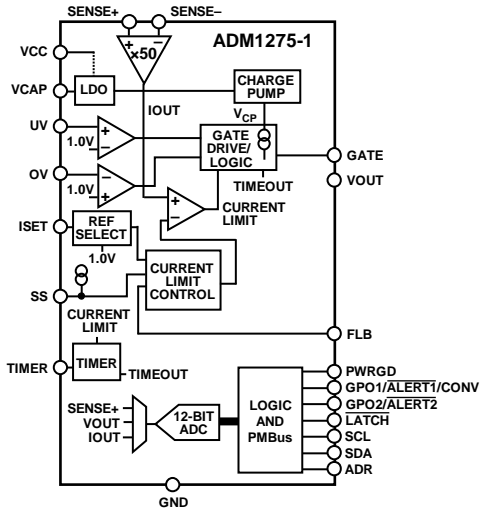 SENSE+ SENSE–
ADM1275-1
+ –
×50
VCC
VCAP
LDO
CHARGE
PUMP
IOUT
VCP
UV
1.0V
+
–
GATE
DRIVE/
LOGIC
GATE
OV
1.0V
–
+
TIMEOUT
VOUT
CURRENT
LIMIT
+
–
ISET
REF
SELECT
1.0V
CURRENT
LIMIT
CONTROL
SS
CURRENT
LIMIT
FLB
TIMER
TIMER
TIMEOUT
PWRGD
GPO1/ALERT1/CONV
GPO2/ALERT2
LATCH
SCL
SDA
ADR
SENSE+
VOUT
IOUT
12-BIT
ADC
LOGIC
AND
PMBus
GND